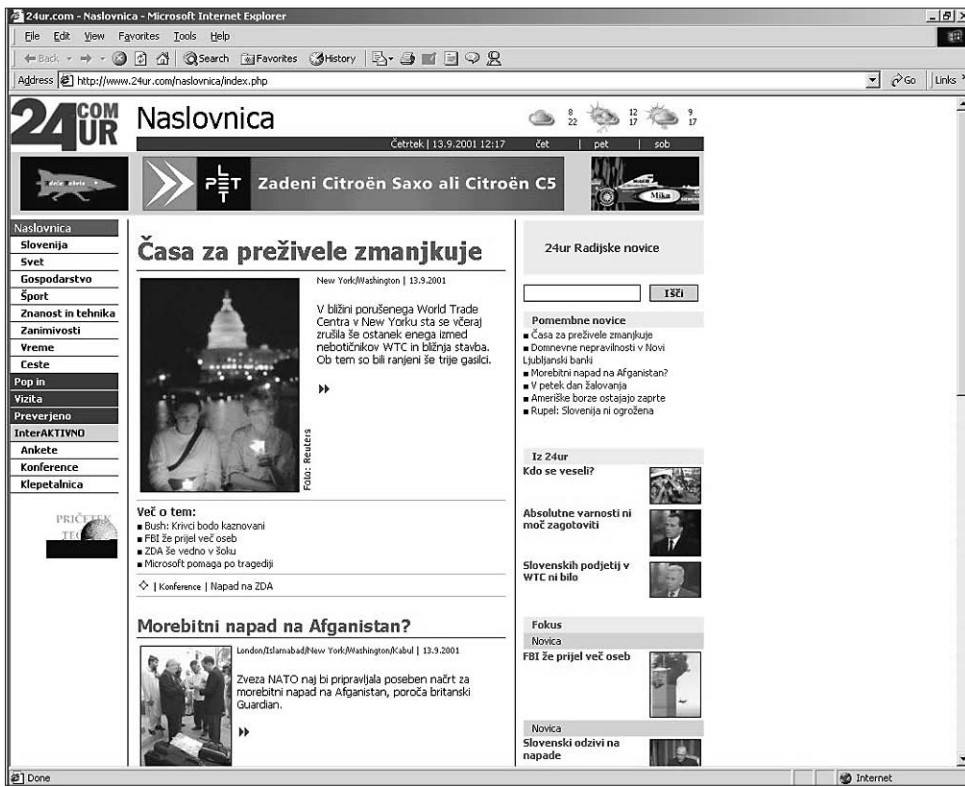 24ur.com - Naslovnica - Microsoft Internet Explorer
File Edit View Favorites Tools Help
Back Search Favorites History
Address http://www.24ur.com/naslovnica/index.php Go Links
24 COM UR
Naslovnica
8 22 12 17 9 17
Četrtek | 13.9.2001 12:17 čet | pet | sob
PLET Zadeni Citroën Saxo ali Citroën C5
Mika
Naslovnica
Slovenija
Svet
Gospodarstvo
Šport
Znanost in tehnika
Zanimivosti
Vreme
Ceste
Pop in
Vizita
Preverjeno
InterAKTIVNO
Ankete
Konference
Klepetalnica
PRIČETEK
Časa za preživele zmanjkuje
New York/Washington | 13.9.2001
V bližini porušenega World Trade
Centra v New Yorku sta se včeraj
zrušila še ostanek enega izmed
nebotičnikov WTC in bližnja stavba.
Ob tem so bili ranjeni še trije gasilci.
Foto: Reuters
Več o tem:
Bush: Krivci bodo kaznovani
FBI že prijel več oseb
ZDA še vedno v šoku
Microsoft pomaga po tragediji
| Konference | Napad na ZDA
Morebitni napad na Afganistan?
London/Islamabad/New York/Washington/Kabul | 13.9.2001
Zveza NATO naj bi pripravljala poseben načrt za
morebitni napad na Afganistan, poroča britanski
Guardian.
24ur Radijske novice
Išči
Pomembne novice
Časa za preživele zmanjkuje
Domnevne nepravilnosti v Novi
Ljubljanski banki
Morebitni napad na Afganistan?
V petek dan žalovanja
Ameriške borze ostajajo zaprte
Rupel: Slovenija ni ogrožena
Iz 24ur
Kdo se veseli?
Absolutne varnosti ni
moč zagotoviti
Slovenskih podjetij v
WTC ni bilo
Fokus
Novica
FBI že prijel več oseb
Novica
Slovenski odzivi na
napade
Done Internet